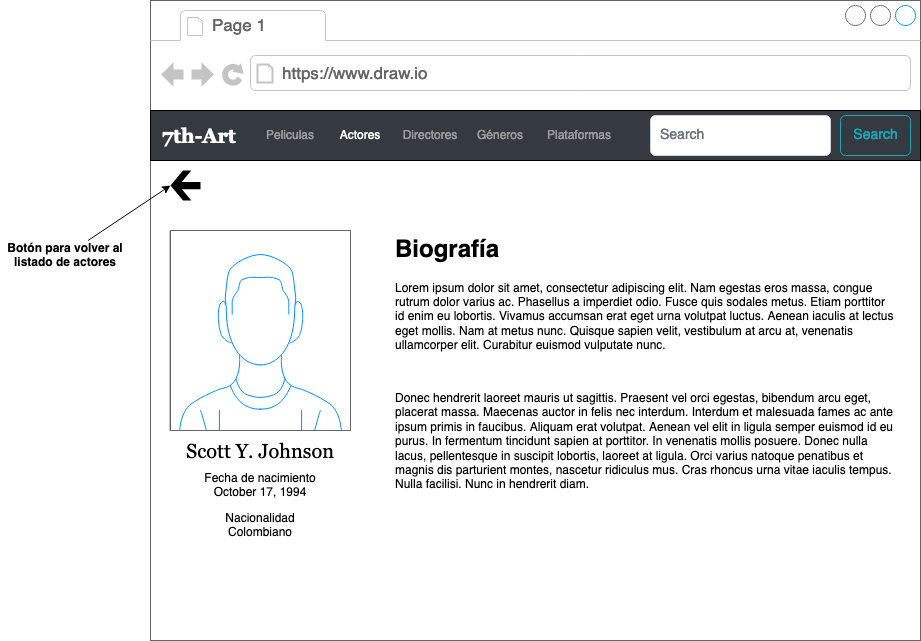 Page 1
https://www.draw.io
7th-Art
Peliculas
Actores
Directores
Géneros
Plataformas
Search
Search
Botón para volver al
listado de actores
Scott Y. Johnson
Fecha de nacimiento
October 17, 1994
Nacionalidad
Colombiano
Biografía
Lorem ipsum dolor sit amet, consectetur adipiscing elit. Nam egestas eros massa, congue
rutrum dolor varius ac. Phasellus a imperdiet odio. Fusce quis sodales metus. Etiam porttitor
id enim eu lobortis. Vivamus accumsan erat eget urna volutpat luctus. Aenean iaculis at lectus
eget mollis. Nam at metus nunc. Quisque sapien velit, vestibulum at arcu at, venenatis
ullamcorper elit. Curabitur euismod vulputate nunc.
Donec hendrerit laoreet mauris ut sagittis. Praesent vel orci egestas, bibendum arcu eget,
placerat massa. Maecenas auctor in felis nec interdum. Interdum et malesuada fames ac ante
ipsum primis in faucibus. Aliquam erat volutpat. Aenean vel elit in ligula semper euismod id eu
purus. In fermentum tincidunt sapien at porttitor. In venenatis mollis posuere. Donec nulla
lacus, pellentesque in suscipit lobortis, laoreet at ligula. Orci varius natoque penatibus et
magnis dis parturient montes, nascetur ridiculus mus. Cras rhoncus urna vitae iaculis tempus.
Nulla facilisi. Nunc in hendrerit diam.